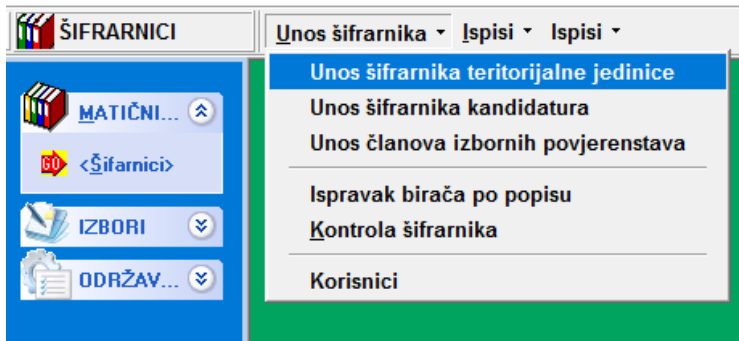 ŠIFRARNICI
Unos šifrarnika Ispisi Ispisi
Unos šifrarnika teritorijalne jedinice
Unos šifrarnika kandidatura
Unos članova izbornih povjerenstava
Ispravak birača po popisu
Kontrola šifrarnika
Korisnici
MATIČNI...
GO <Šifarnici>
IZBORI
ODRŽAV...